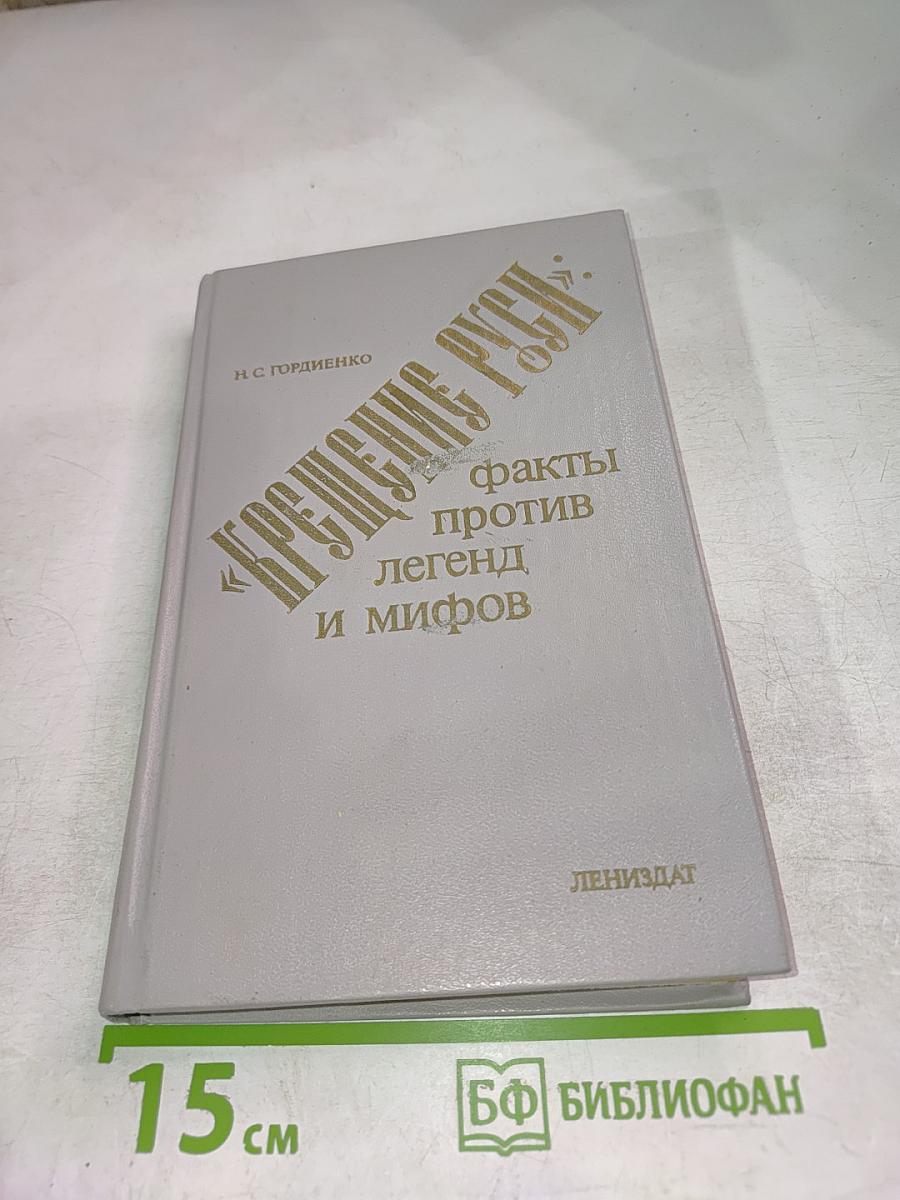 Н. С. ГОРДИЕНКО
«КРЕЩЕНИЕ РУСИ»:
факты
против
легенд
и мифов
ЛЕНИЗДАТ
15 см
БФ БИБЛИОФАН